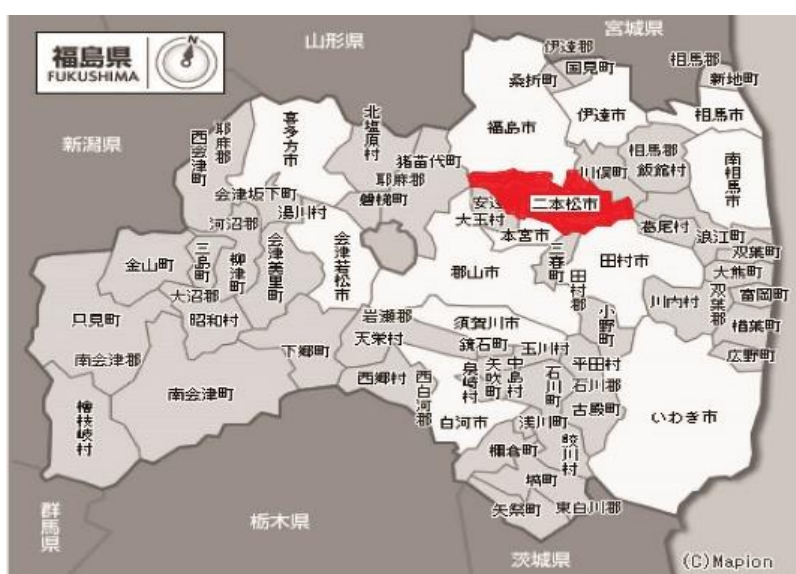 福島県
FUKUSHIMA
N
山形県
宮城県
新潟県
伊達郡
国見町
桑折町
相馬郡
新地町
伊達市
相馬市
福島市
喜多方市
北塩原村
耶麻郡
西会津町
猪苗代町
耶麻郡
磐梯町
会津坂下町
湯川村
河沼郡
川俣町
相馬郡
飯舘村
南相馬市
二本松市
安達
大玉村
本宮市
葛尾村
浪江町
双葉町
大熊町
富岡町
双葉郡
楢葉町
広野町
川内村
田村市
三春町
田村郡
小野町
郡山市
会津若松市
会津美里町
柳津町
三島町
金山町
大沼郡
昭和村
只見町
南会津郡
南会津町
檜枝岐村
下郷町
岩瀬郡
天栄村
須賀川市
鏡石町
玉川村
平田村
石川郡
石川町
古殿町
浅川町
中島村
矢吹町
泉崎村
西白河郡
西郷村
白河市
棚倉町
鮫川村
塙町
矢祭町
東白川郡
いわき市
群馬県
栃木県
茨城県
(C)Mapion